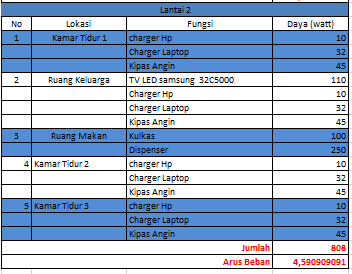 Lantai 2
No Lokasi Fungsi Daya (watt)
1 Kamar Tidur 1 charger Hp 10
Charger Laptop 32
Kipas Angin 45
2 Ruang Keluarga TV LED samsung 32C5000 110
charger Hp 10
Charger Laptop 32
Kipas Angin 45
3 Ruang Makan Kulkas 100
Dispenser 250
4 Kamar Tidur 2 charger Hp 10
Charger Laptop 32
Kipas Angin 45
5 Kamar Tidur 3 charger Hp 10
Charger Laptop 32
Kipas Angin 45
Jumlah 808
Arus Beban 4,590909091